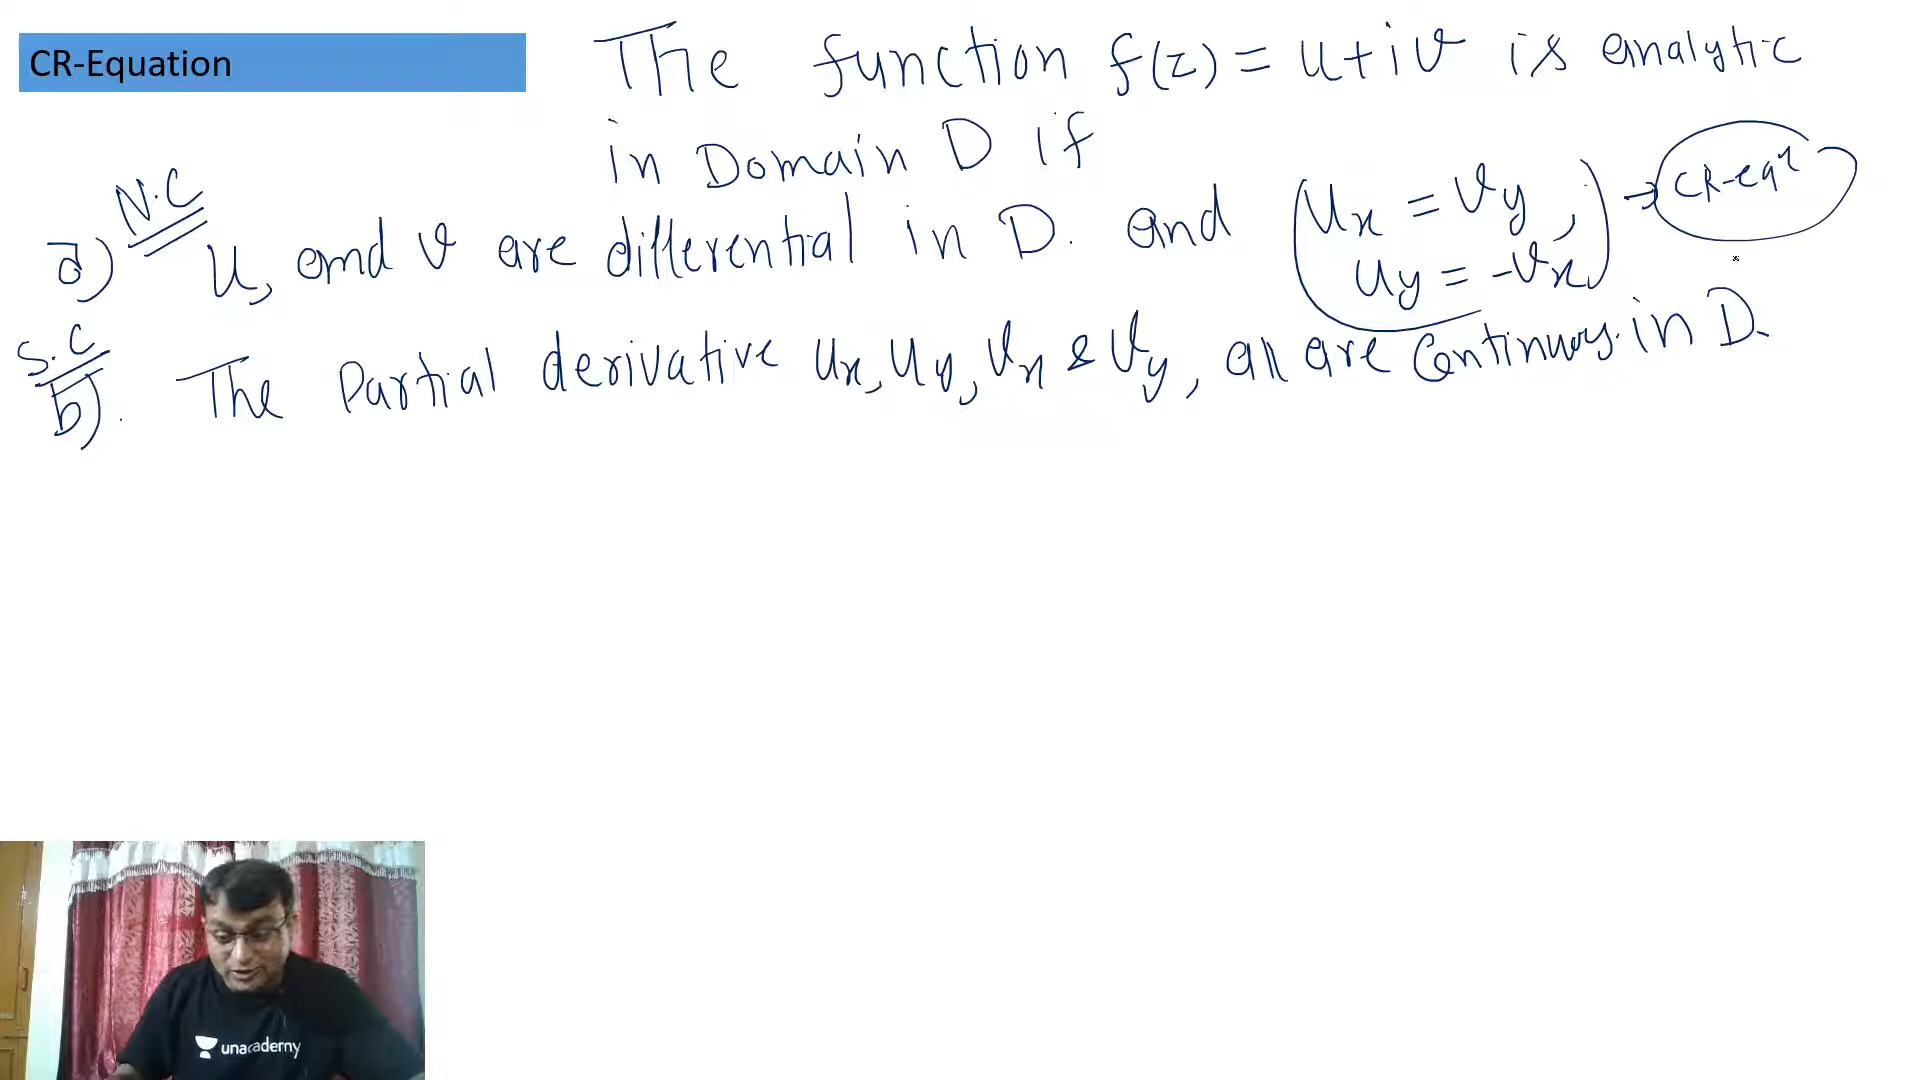 CR-Equation
The function f(z) = u+iv is analytic
in Domain D if
N.C
a) u, and v are differential in D. and (ux = vy, uy = -vx) → CR-eqn
S.C
b). The Partial derivative ux, uy, vx & vy, all are Continuous. in D.
unacademy